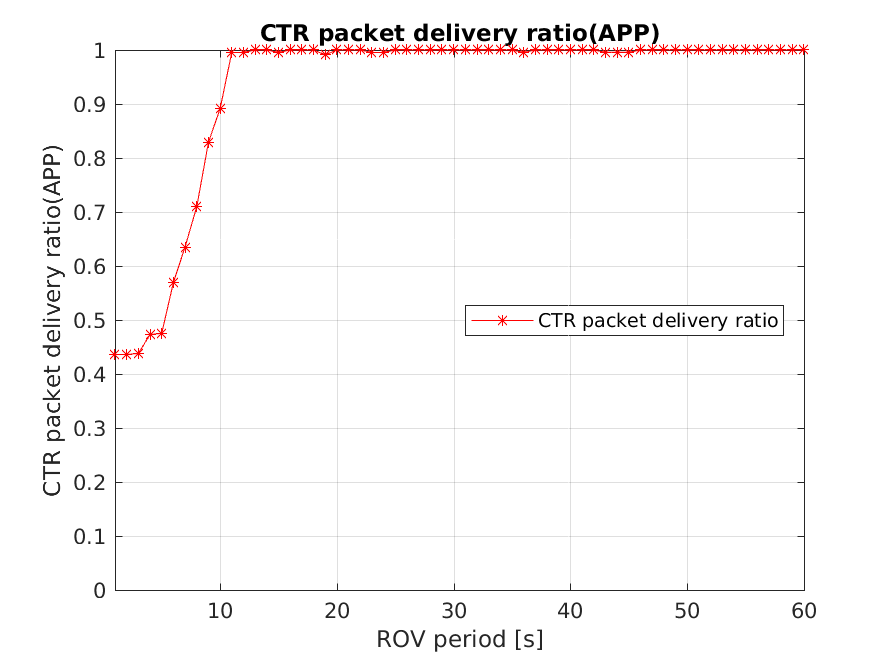 CTR packet delivery ratio(APP)
CTR packet delivery ratio(APP)
1
0.9
0.8
0.7
0.6
0.5
0.4
0.3
0.2
0.1
0
CTR packet delivery ratio
10 20 30 40 50 60
ROV period [s]